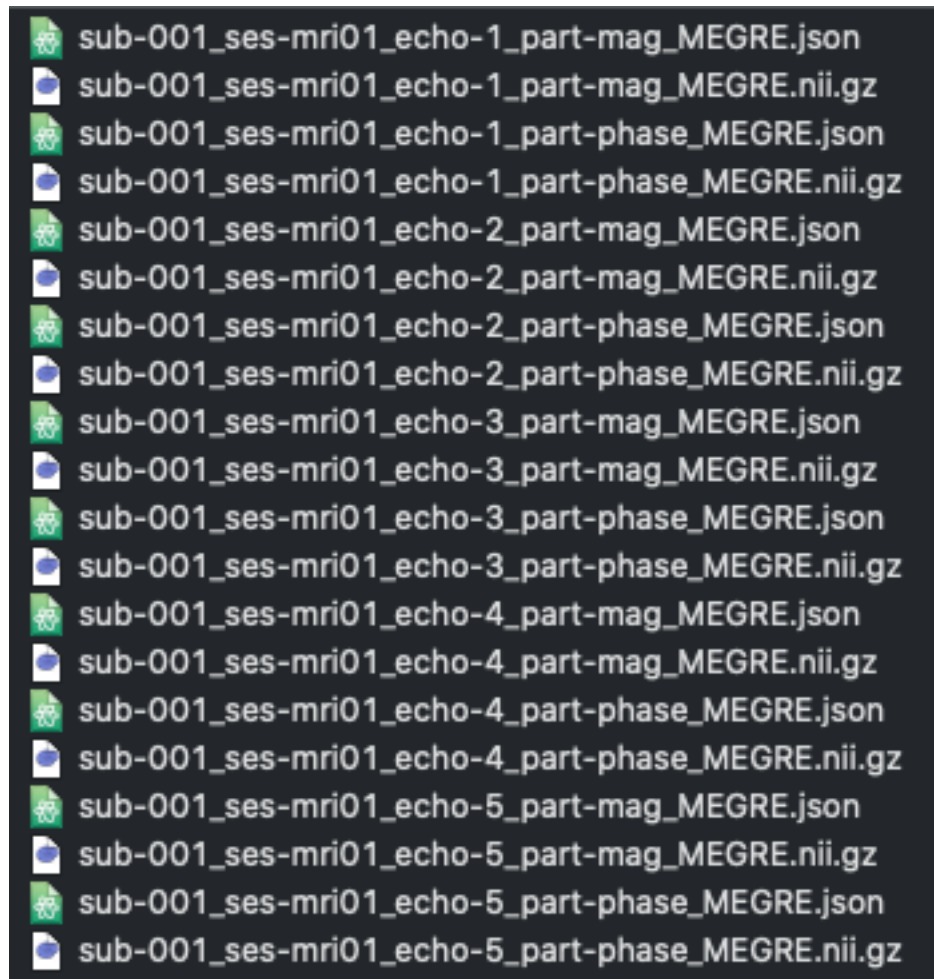 sub-001_ses-mri01_echo-1_part-mag_MEGRE.json
sub-001_ses-mri01_echo-1_part-mag_MEGRE.nii.gz
sub-001_ses-mri01_echo-1_part-phase_MEGRE.json
sub-001_ses-mri01_echo-1_part-phase_MEGRE.nii.gz
sub-001_ses-mri01_echo-2_part-mag_MEGRE.json
sub-001_ses-mri01_echo-2_part-mag_MEGRE.nii.gz
sub-001_ses-mri01_echo-2_part-phase_MEGRE.json
sub-001_ses-mri01_echo-2_part-phase_MEGRE.nii.gz
sub-001_ses-mri01_echo-3_part-mag_MEGRE.json
sub-001_ses-mri01_echo-3_part-mag_MEGRE.nii.gz
sub-001_ses-mri01_echo-3_part-phase_MEGRE.json
sub-001_ses-mri01_echo-3_part-phase_MEGRE.nii.gz
sub-001_ses-mri01_echo-4_part-mag_MEGRE.json
sub-001_ses-mri01_echo-4_part-mag_MEGRE.nii.gz
sub-001_ses-mri01_echo-4_part-phase_MEGRE.json
sub-001_ses-mri01_echo-4_part-phase_MEGRE.nii.gz
sub-001_ses-mri01_echo-5_part-mag_MEGRE.json
sub-001_ses-mri01_echo-5_part-mag_MEGRE.nii.gz
sub-001_ses-mri01_echo-5_part-phase_MEGRE.json
sub-001_ses-mri01_echo-5_part-phase_MEGRE.nii.gz